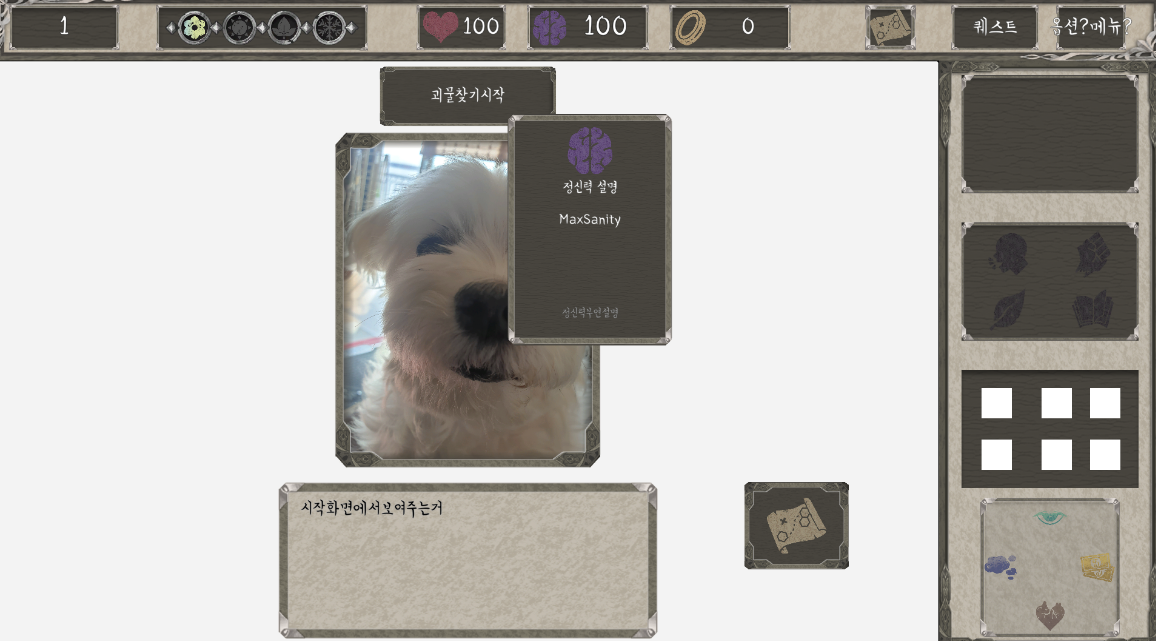 1
100
100
0
퀘스트
옵션?메뉴?
괴물찾기시작
정신력 설명
MaxSanity
정신력부연설명
시작화면에서보여주는거